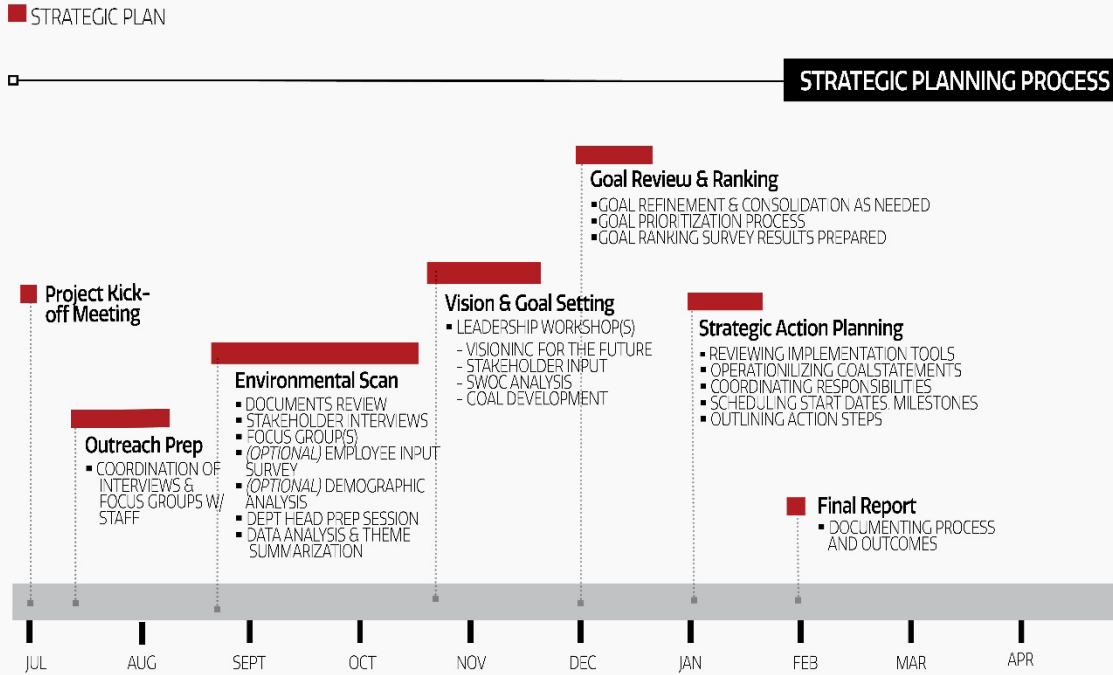 STRATEGIC PLAN
STRATEGIC PLANNING PROCESS
Goal Review & Ranking
▪GOAL REFINEMENT & CONSOLIDATION AS NEEDED
▪GOAL PRIORITIZATION PROCESS
▪GOAL RANKING SURVEY RESULTS PREPARED
Project Kick-
off Meeting
Vision & Goal Setting
▪ LEADERSHIP WORKSHOP(S)
- VISIONING FOR THE FUTURE
- STAKEHOLDER INPUT
- SWOC ANALYSIS
- COAL DEVELOPMENT
Strategic Action Planning
▪ REVIEWING IMPLEMENTATION TOOLS
▪ OPERATIONILIZING COALSTATEMENTS
▪ COORDINATING RESPONSIBILITIES
▪ SCHEDULING START DATES. MILESTONES
▪ OUTLINING ACTION STEPS
Environmental Scan
▪ DOCUMENTS REVIEW
▪ STAKEHOLDER INTERVIEWS
▪ FOCUS GROUP(S)
▪ (OPTIONAL) EMPLOYEE INPUT
SURVEY
▪ (OPTIONAL) DEMOGRAPHIC
ANALYSIS
▪ DEPT HEAD PREP SESSION
▪ DATA ANALYSIS & THEME
SUMMARIZATION
Outreach Prep
▪ COORDINATION OF
INTERVIEWS &
FOCUS GROUPS W/
STAFF
Final Report
▪ DOCUMENTING PROCESS
AND OUTCOMES
JUL AUG SEPT OCT NOV DEC JAN FEB MAR APR